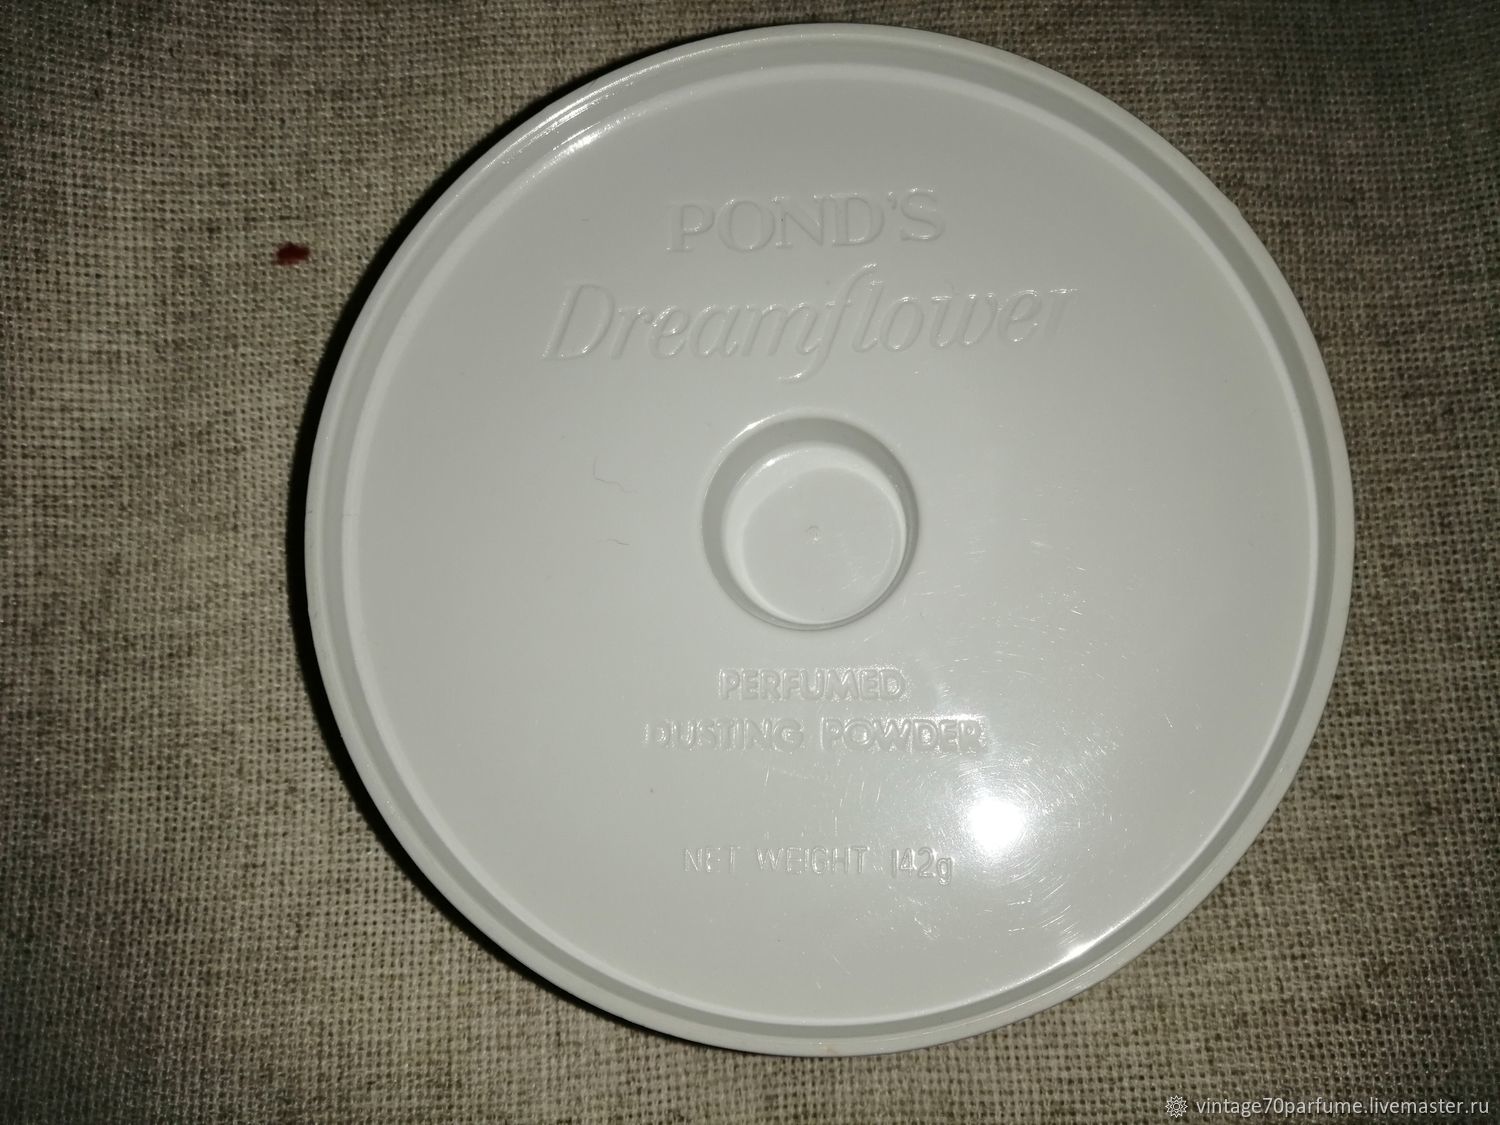 POND'S
Dreamflower
PERFUMED
DUSTING POWDER
NET WEIGHT 142g
vintage70parfume.livemaster.ru